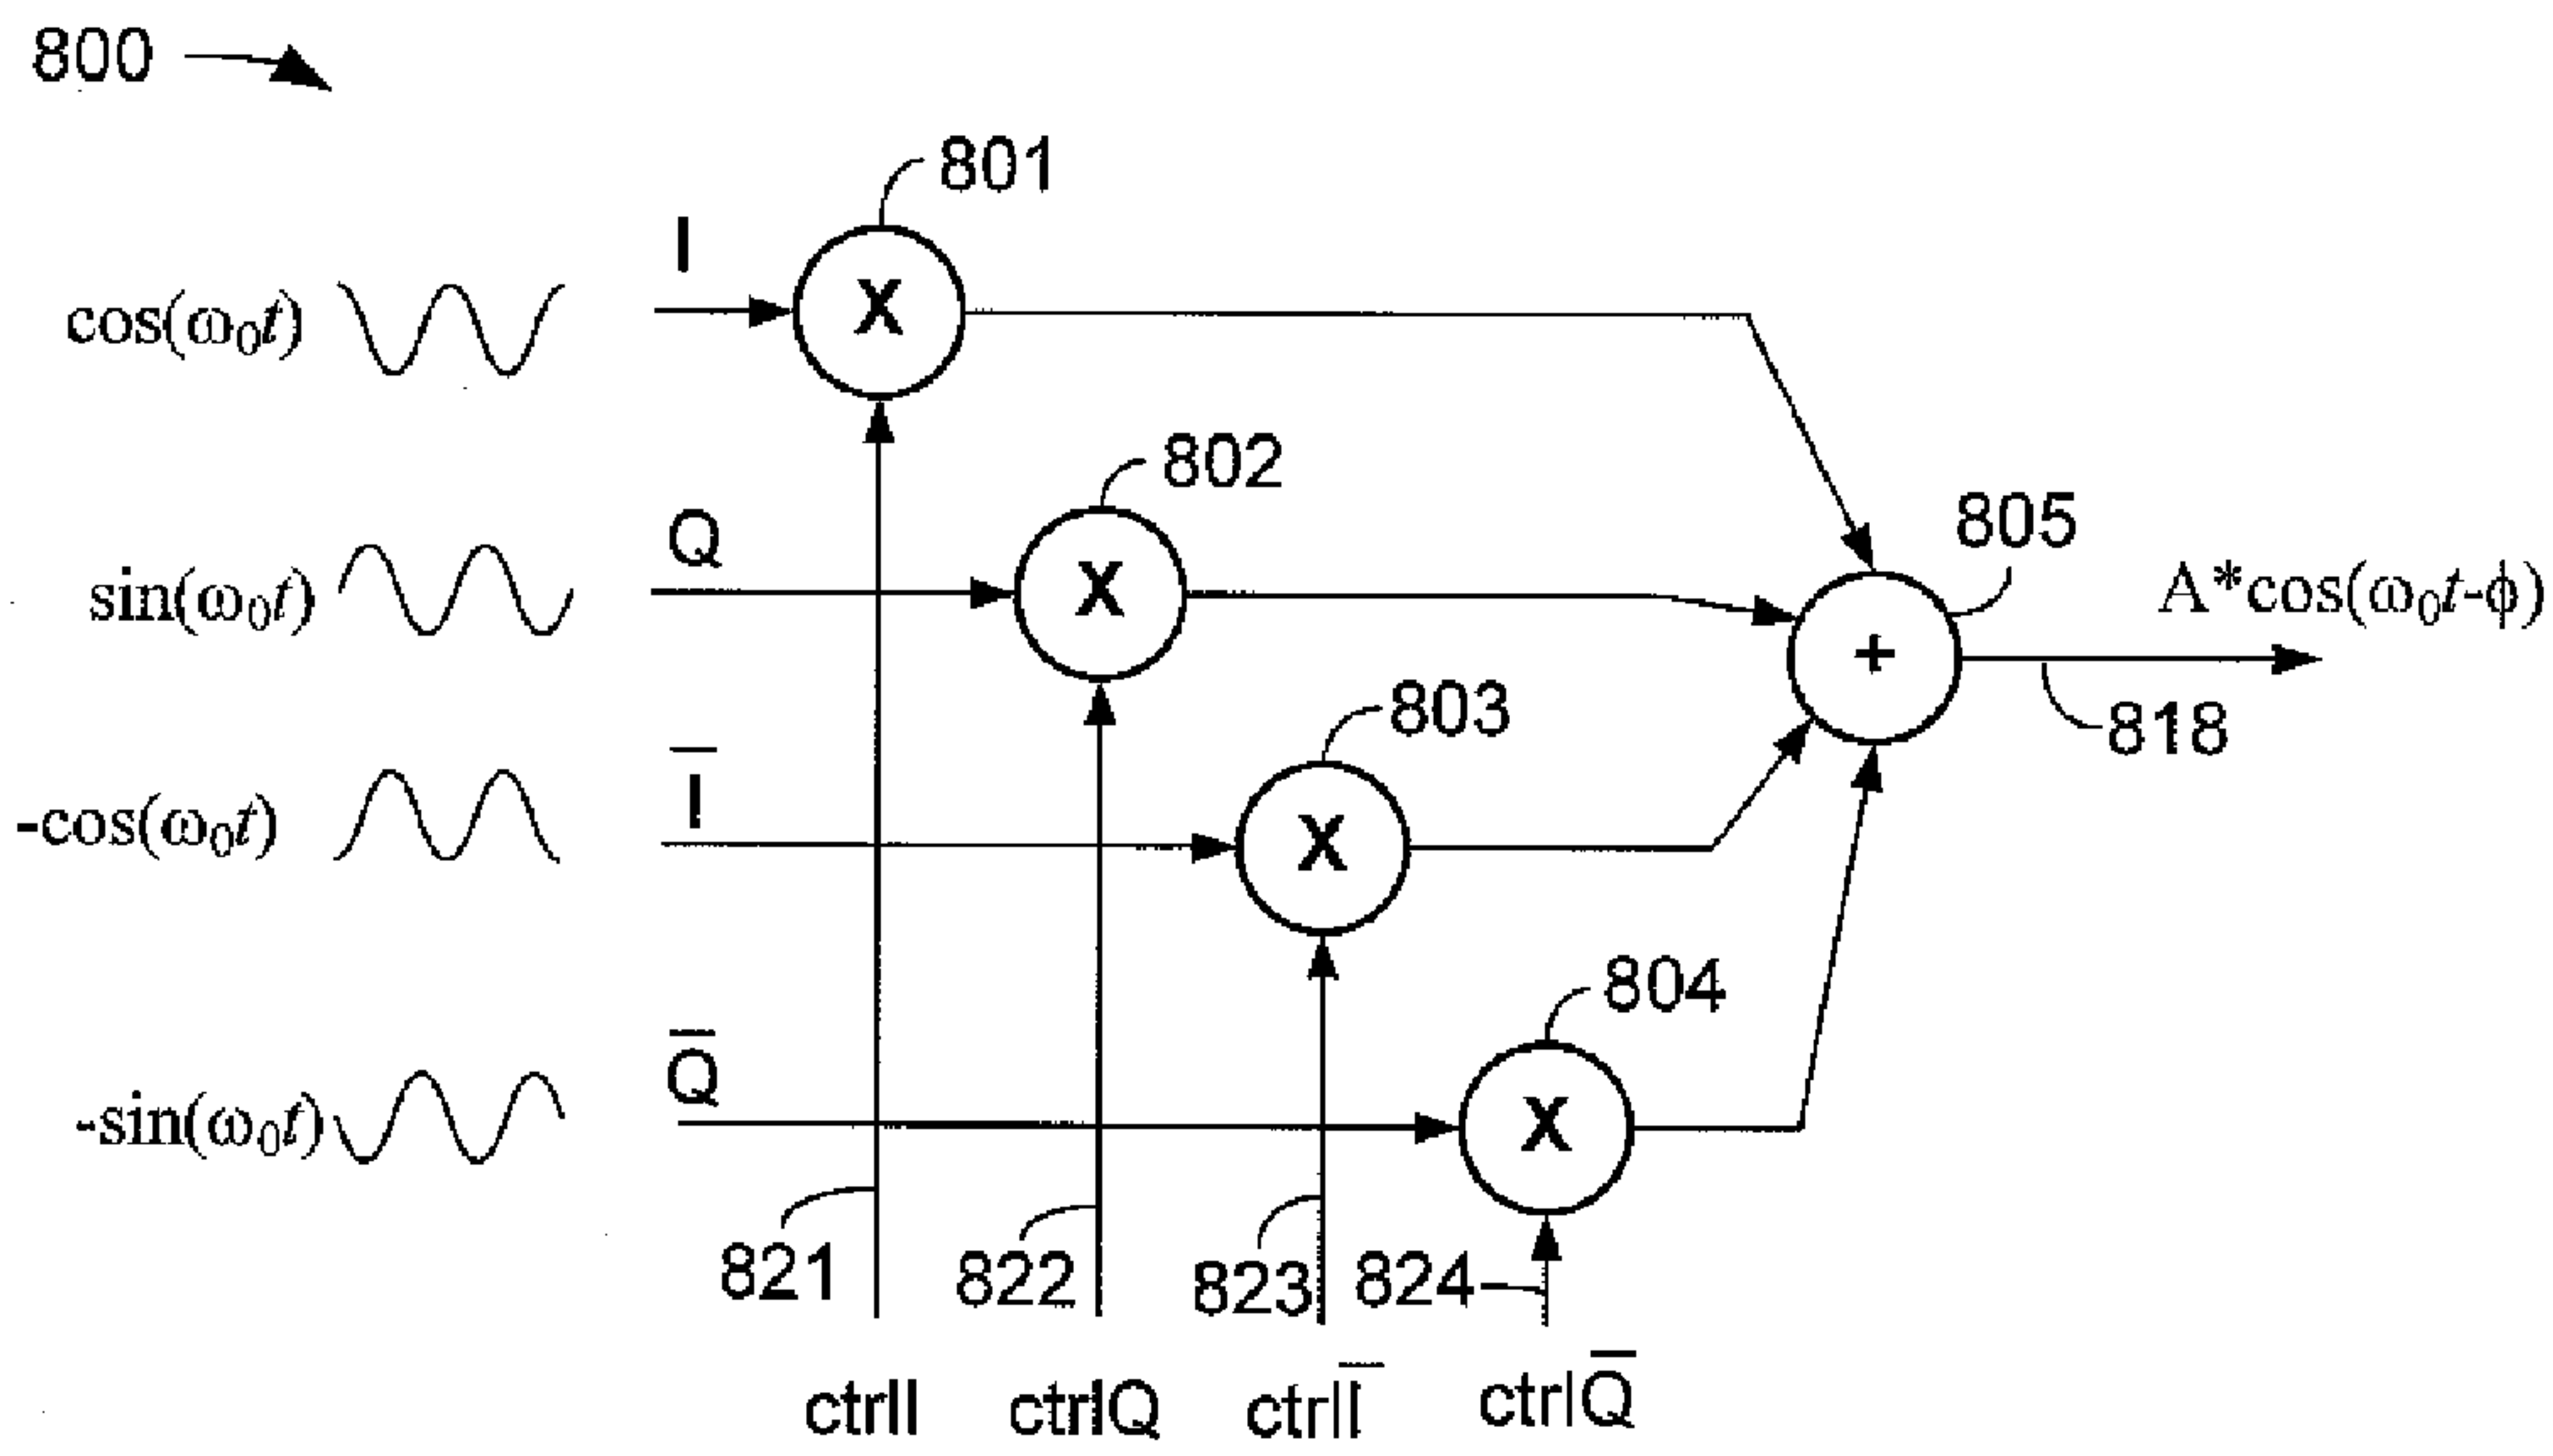 800
801
I
cos(ω₀t)
802
Q
805
sin(ω₀t)
A*cos(ω₀t-ϕ)
803
818
I̅
-cos(ω₀t)
804
Q̅
-sin(ω₀t)
821 822 823 824
ctrlI ctrlQ ctrlI̅ ctrlQ̅
X
X
X
X
+